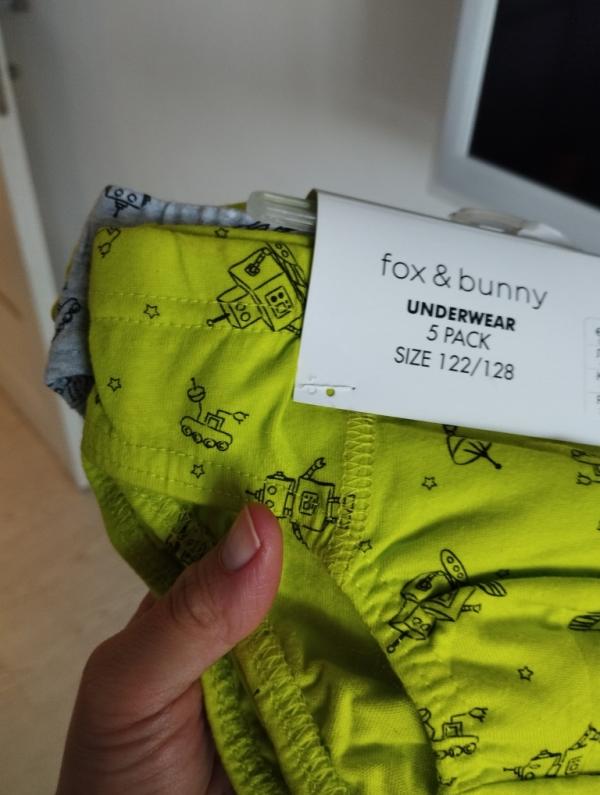 fox & bunny
UNDERWEAR
5 PACK
SIZE 122/128